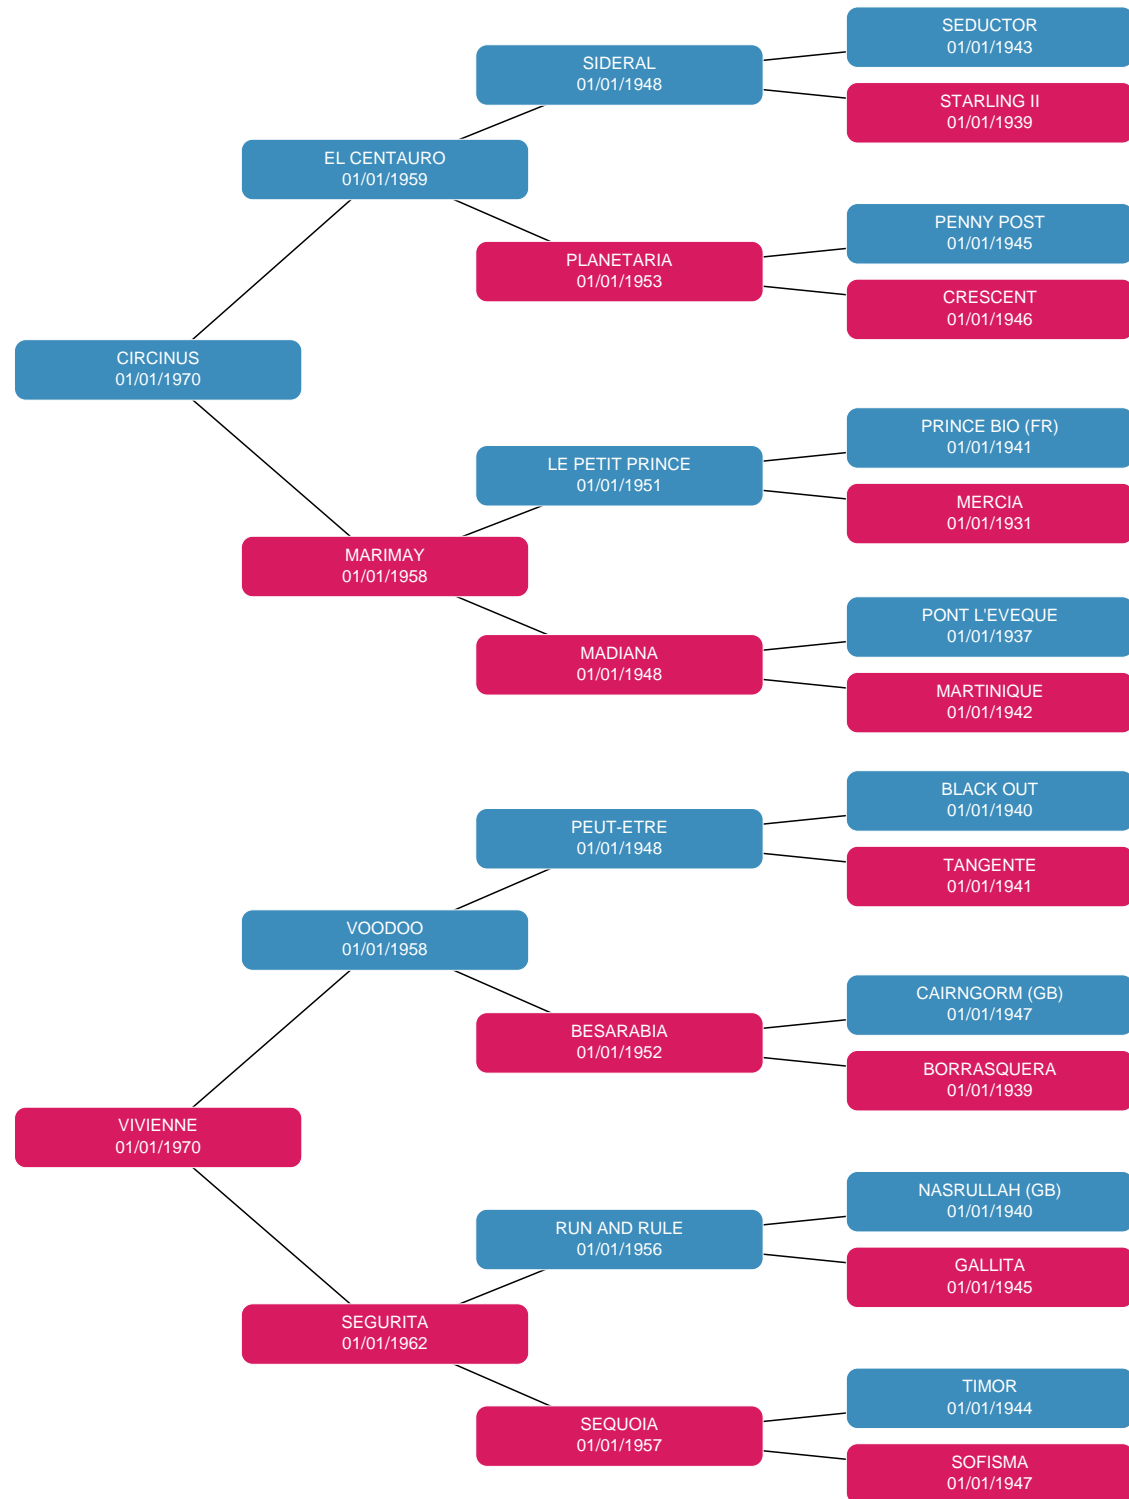 SEDUCTOR
01/01/1943
SIDERAL
01/01/1948
STARLING II
01/01/1939
EL CENTAURO
01/01/1959
PENNY POST
01/01/1945
PLANETARIA
01/01/1953
CRESCENT
01/01/1946
CIRCINUS
01/01/1970
PRINCE BIO (FR)
01/01/1941
LE PETIT PRINCE
01/01/1951
MERCIA
01/01/1931
MARIMAY
01/01/1958
PONT L'EVEQUE
01/01/1937
MADIANA
01/01/1948
MARTINIQUE
01/01/1942
BLACK OUT
01/01/1940
PEUT-ETRE
01/01/1948
TANGENTE
01/01/1941
VOODOO
01/01/1958
CAIRNGORM (GB)
01/01/1947
BESARABIA
01/01/1952
BORRASQUERA
01/01/1939
VIVIENNE
01/01/1970
NASRULLAH (GB)
01/01/1940
RUN AND RULE
01/01/1956
GALLITA
01/01/1945
SEGURITA
01/01/1962
TIMOR
01/01/1944
SEQUOIA
01/01/1957
SOFISMA
01/01/1947